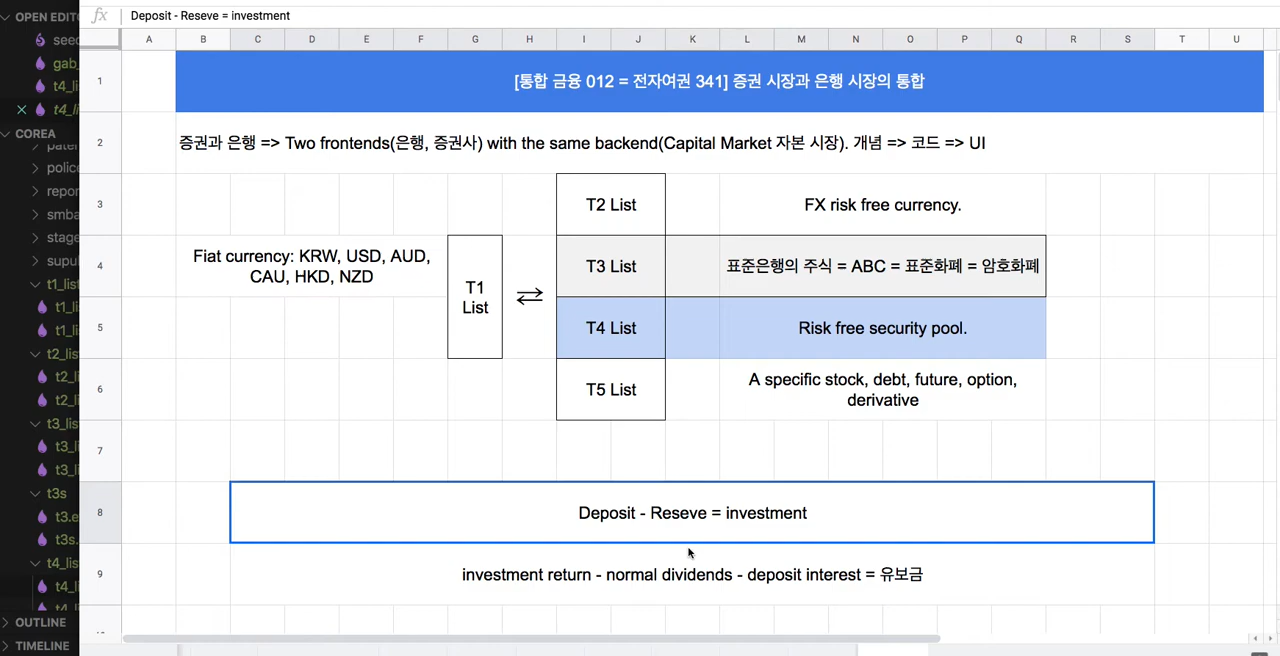 OPEN EDIT
fx
Deposit - Reseve = investment
A B C D E F G H I J K L M N O P Q R S T U
seed
gab_
t4_li
t4_li
COREA
police
repor
smba
stage
supul
t1_list
t1_li
t1_li
t2_lis
t2_li
t2_li
t3_lis
t3_li
t3_li
t3s
t3.e
t3s.
t4_lis
t4_li
OUTLINE
TIMELINE
1
[통합 금융 012 = 전자여권 341] 증권 시장과 은행 시장의 통합
2
증권과 은행 => Two frontends(은행, 증권사) with the same backend(Capital Market 자본 시장). 개념 => 코드 => UI
3
T2 List
FX risk free currency.
4
Fiat currency: KRW, USD, AUD,
CAU, HKD, NZD
T1
List
⇄
T3 List
표준은행의 주식 = ABC = 표준화폐 = 암호화폐
5
T4 List
Risk free security pool.
6
T5 List
A specific stock, debt, future, option,
derivative
7
8
Deposit - Reseve = investment
9
investment return - normal dividends - deposit interest = 유보금